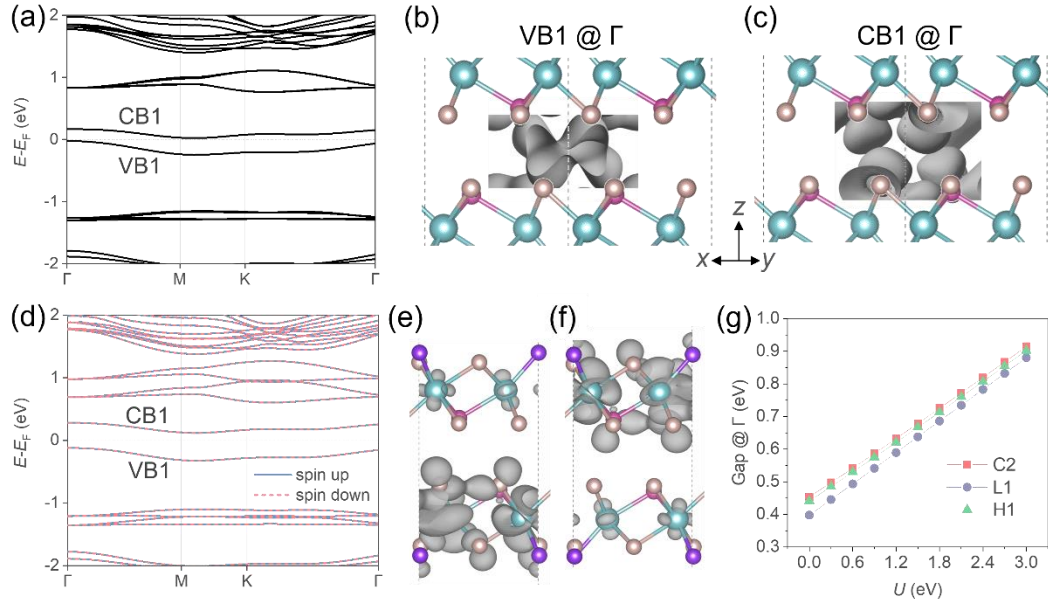 (a)
2
1
0
-1
-2
E-E_F (eV)
CB1
VB1
Γ
M
K
Γ
(b)
VB1 @ Γ
(c)
CB1 @ Γ
z
x
y
(d)
2
1
0
-1
-2
E-E_F (eV)
CB1
VB1
spin up
spin down
Γ
M
K
Γ
(e)
(f)
(g)
1.0
0.9
0.8
0.7
0.6
0.5
0.4
0.3
Gap @ Γ (eV)
C2
L1
H1
0.0 0.6 1.2 1.8 2.4 3.0
U (eV)